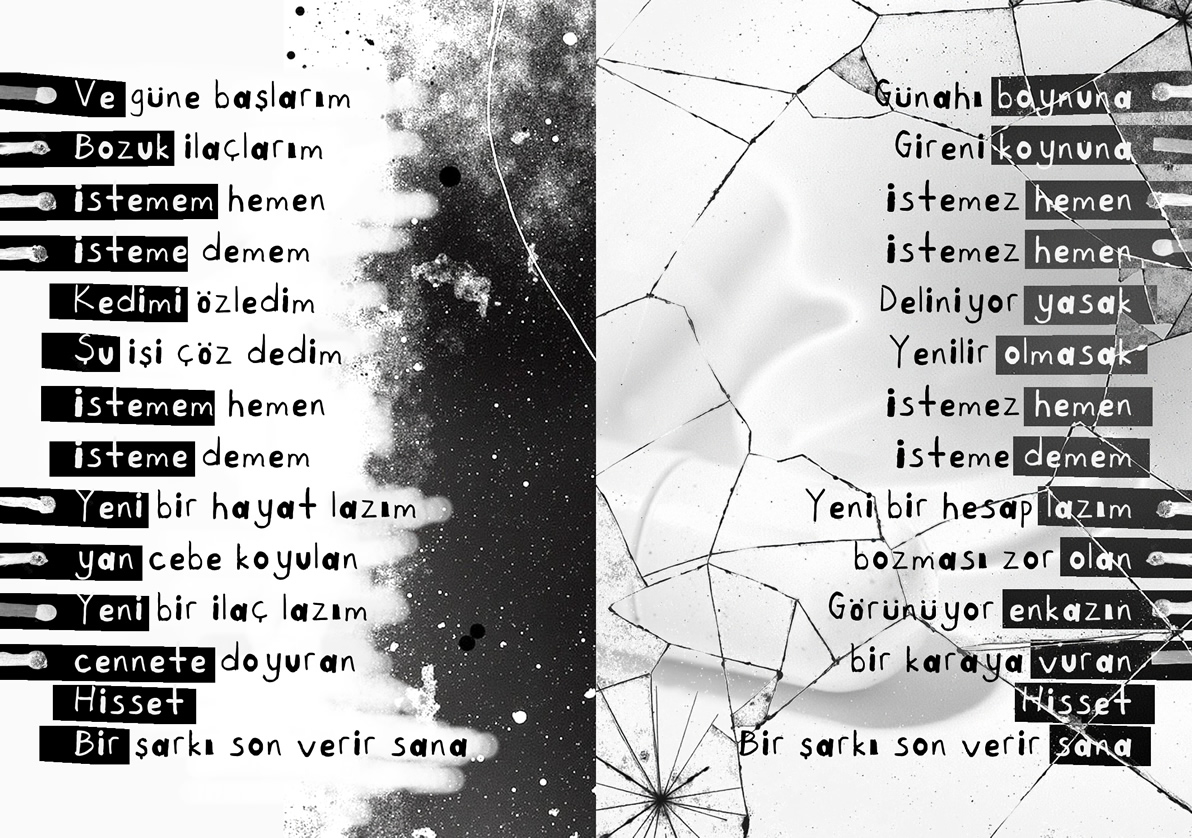 Ve güne başlarım
Bozuk ilaçlarım
istemem hemen
isteme demem
Kedimi özledim
Şu işi çöz dedim
istemem hemen
isteme demem
Yeni bir hayat lazım
yan cebe koyulan
Yeni bir ilaç lazım
cennete doyuran
Hisset
Bir şarkı son verir sana
Günahı boynuna
Gireni koynuna
istemez hemen
istemez hemen
Deliniyor yasak
Yenilir olmasak
istemez hemen
isteme demem
Yeni bir hesap lazım
bozması zor olan
Görünüyor enkazın
bir karaya vuran
Hisset
Bir şarkı son verir sana